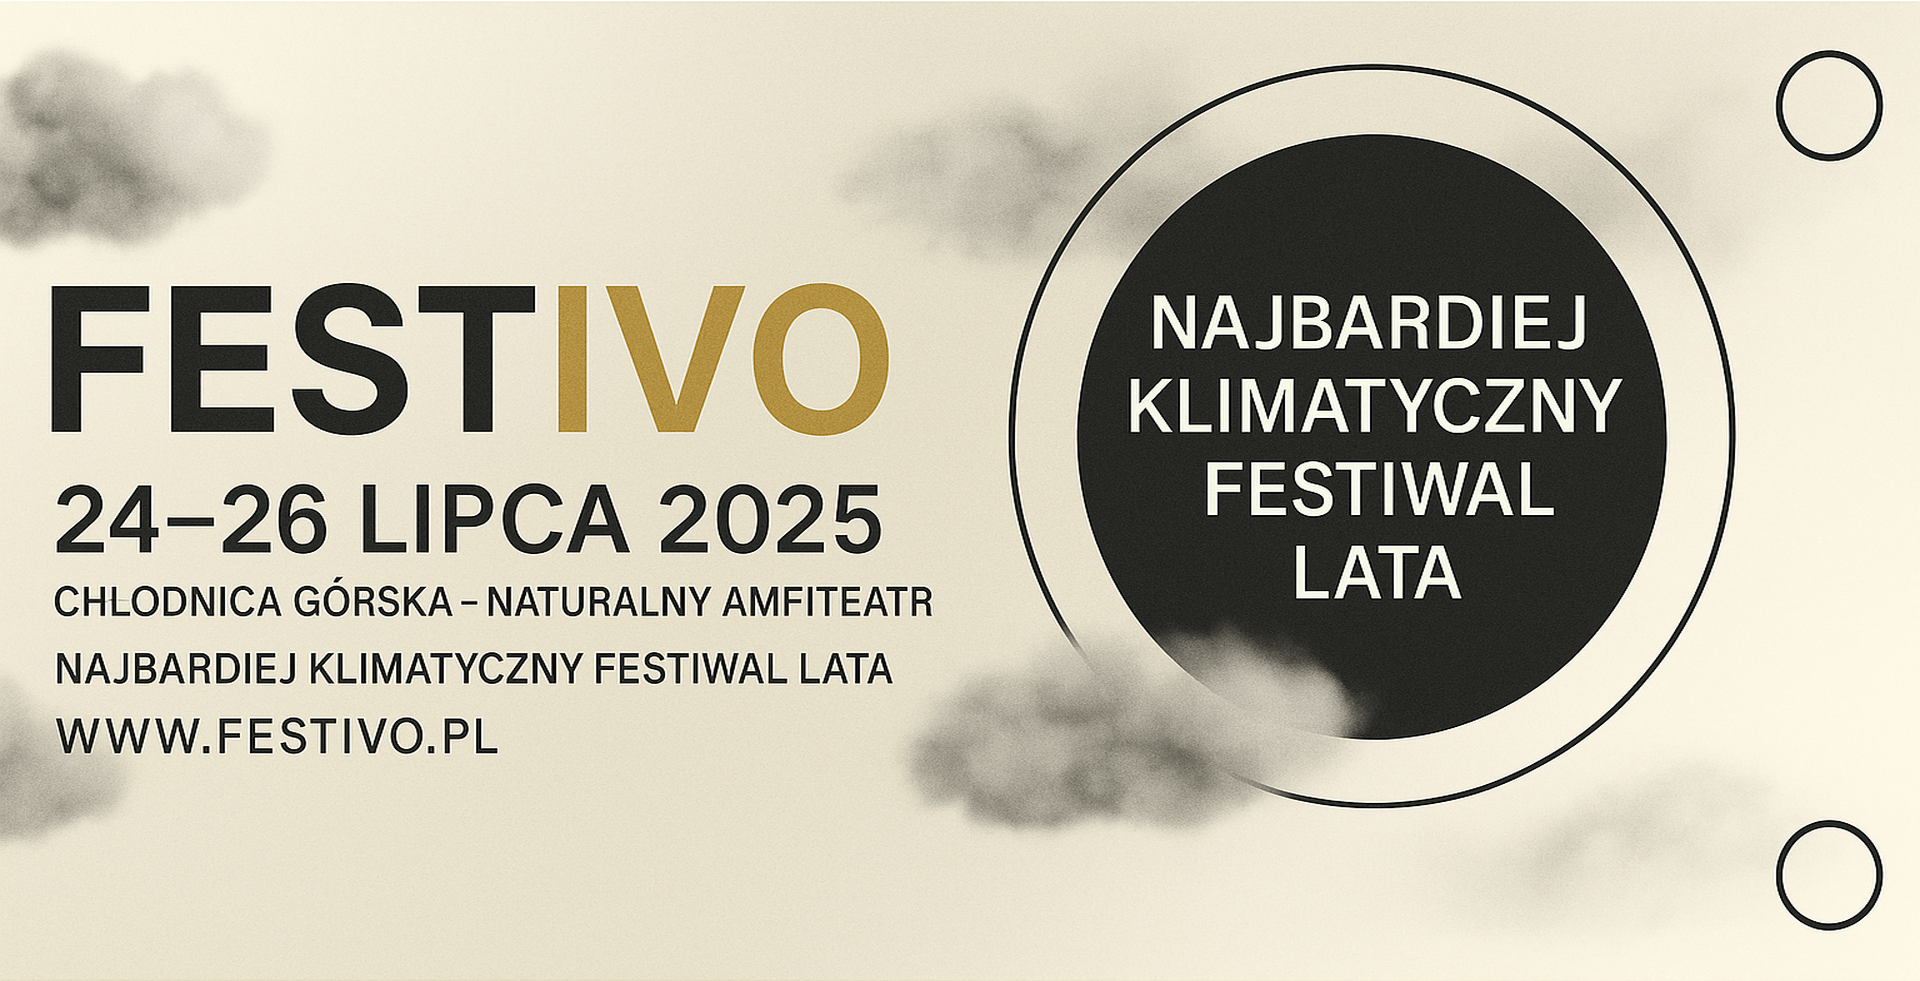 FESTIVO
24–26 LIPCA 2025
CHŁODNICA GÓRSKA – NATURALNY AMFITEATR
NAJBARDIEJ KLIMATYCZNY FESTIWAL LATA
WWW.FESTIVO.PL
NAJBARDIEJ
KLIMATYCZNY
FESTIWAL
LATA